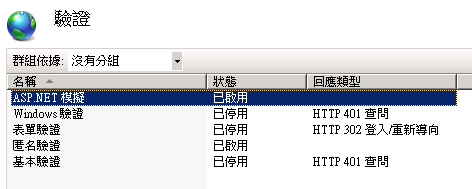 驗證
群組依據: 沒有分組
名稱 狀態 回應類型
ASP.NET 模擬 已啟用
Windows 驗證 已停用 HTTP 401 查問
表單驗證 已停用 HTTP 302 登入/重新導向
匿名驗證 已啟用
基本驗證 已停用 HTTP 401 查問